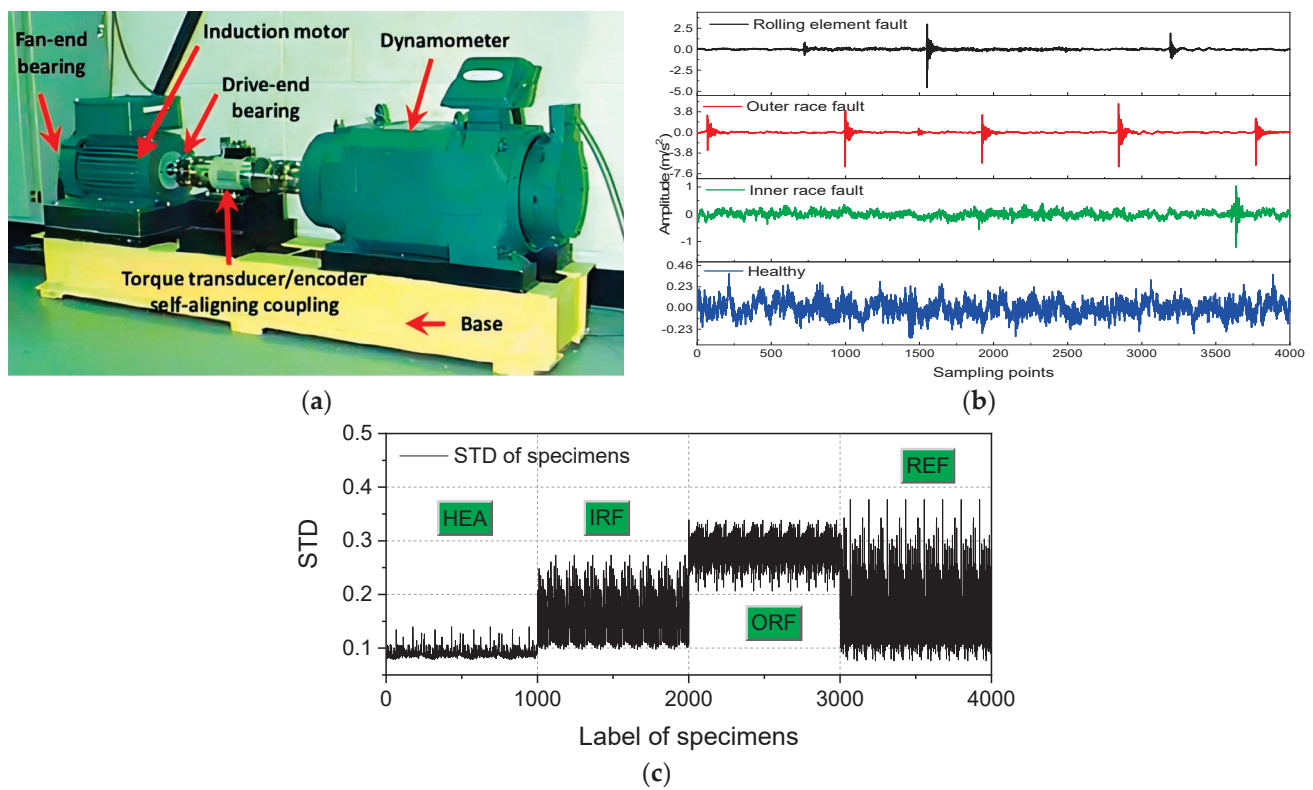 Fan-end
bearing
Induction motor
Drive-end
bearing
Dynamometer
Torque transducer/encoder
self-aligning coupling
Base
(a)
Amplitude (m/s²)
2.5
0.0
-2.5
-5.0
Rolling element fault
3.8
0.0
-3.8
-7.6
Outer race fault
1
0
-1
Inner race fault
0.46
0.23
0.00
-0.23
Healthy
0 500 1000 1500 2000 2500 3000 3500 4000
Sampling points
(b)
STD
0.5
0.4
0.3
0.2
0.1
STD of specimens
HEA
IRF
ORF
REF
0 1000 2000 3000 4000
Label of specimens
(c)